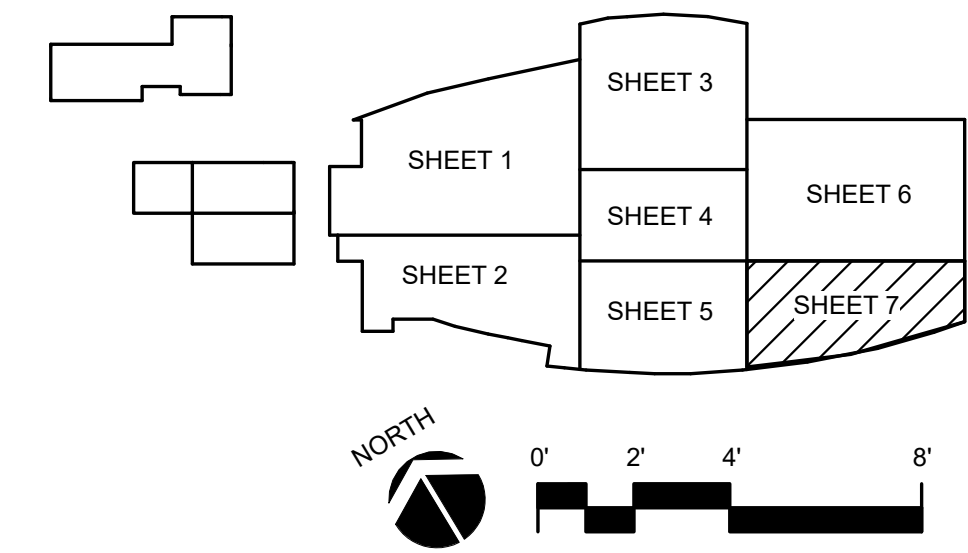 SHEET 3
SHEET 1
SHEET 6
SHEET 4
SHEET 2
SHEET 5
SHEET 7
NORTH
0' 2' 4' 8'